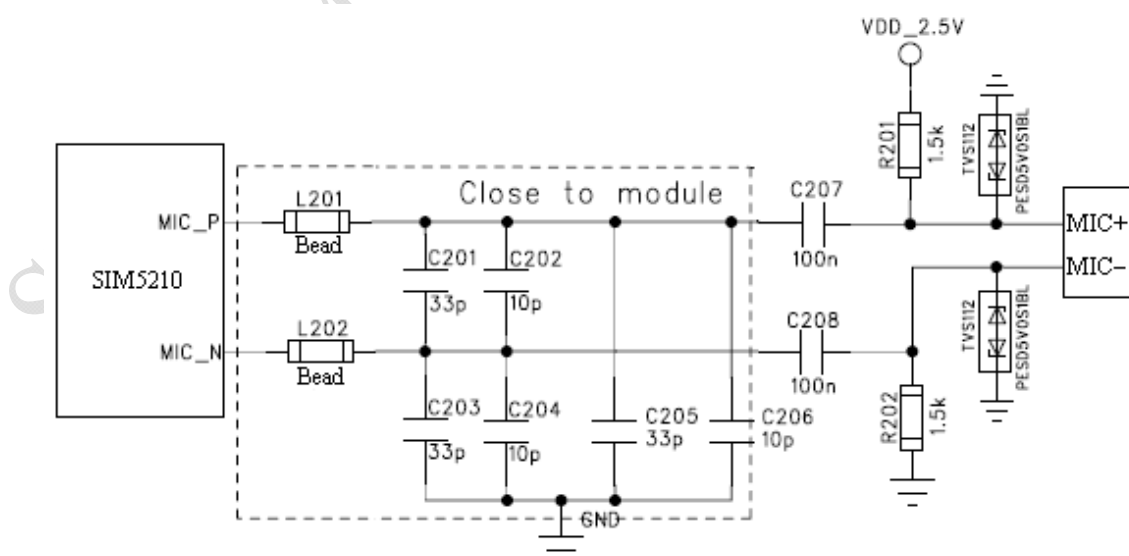 VDD_2.5V
R201
1.5k
TVS112
PESD5V0S1BL
Close to module
C207
100n
L201
Bead
MIC_P
MIC+
SIM5210
C201
33p
C202
10p
MIC-
L202
Bead
MIC_N
C208
100n
TVS112
PESD5V0S1BL
C203
33p
C204
10p
C205
33p
C206
10p
R202
1.5k
GND